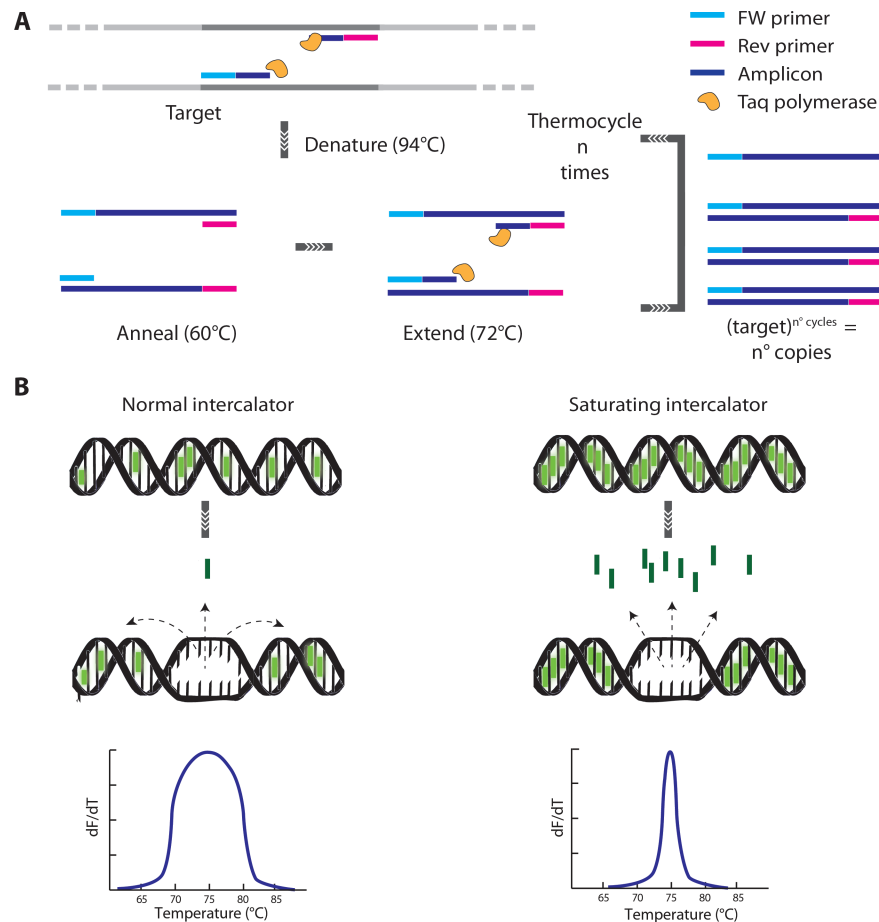 A
FW primer
Rev primer
Amplicon
Taq polymerase
Target
Denature (94°C)
Thermocycle
n
times
Anneal (60°C)
Extend (72°C)
(target)n° cycles =
n° copies
B
Normal intercalator
Saturating intercalator
dF/dT
65 70 75 80 85
Temperature (°C)
dF/dT
65 70 75 80 85
Temperature (°C)